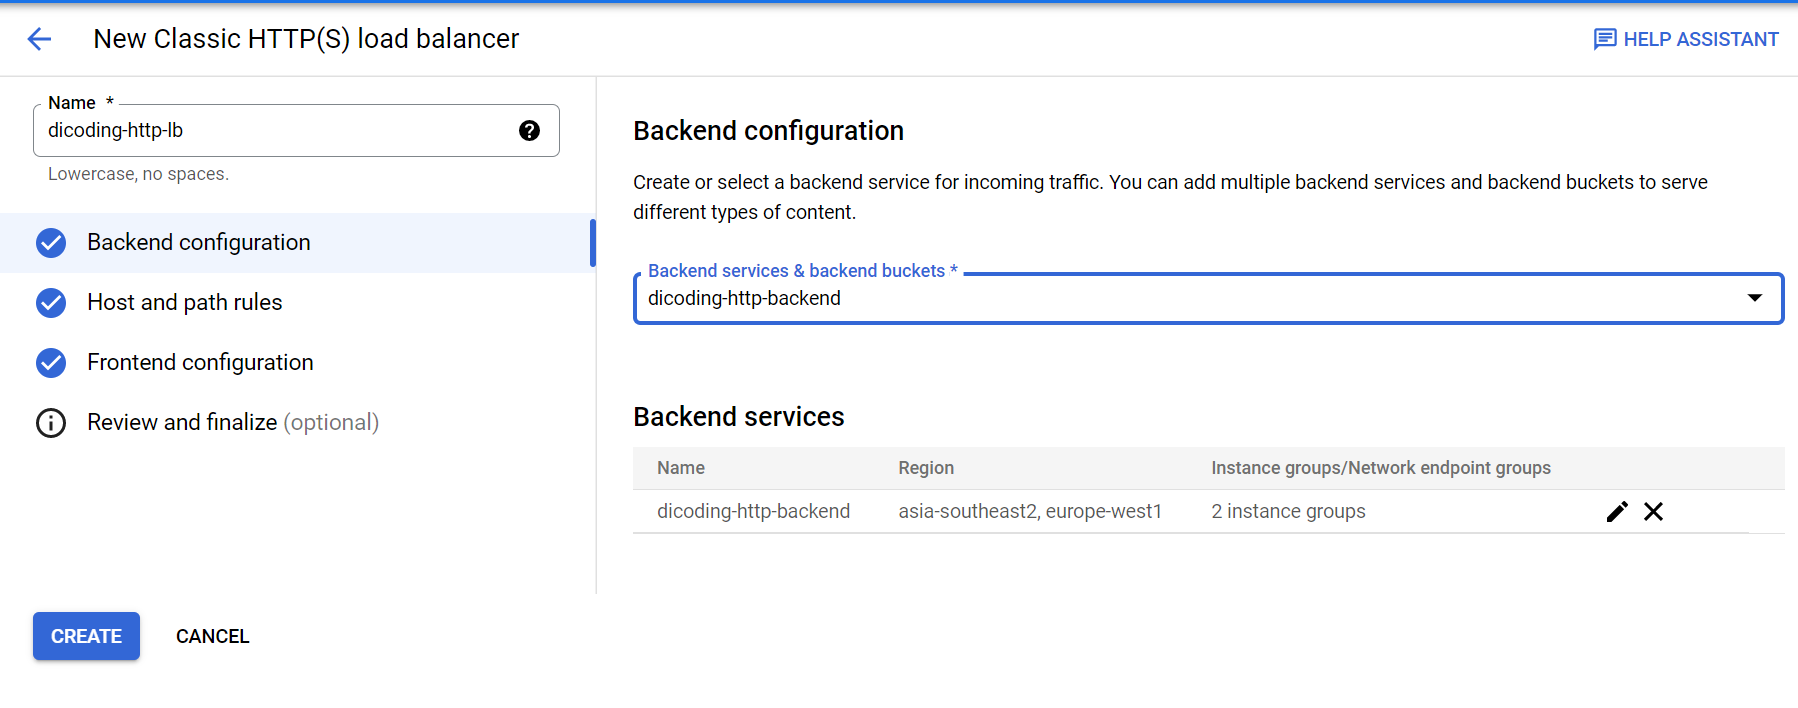 New Classic HTTP(S) load balancer
HELP ASSISTANT
Name *
dicoding-http-lb
Lowercase, no spaces.
Backend configuration
Host and path rules
Frontend configuration
Review and finalize (optional)
Backend configuration
Create or select a backend service for incoming traffic. You can add multiple backend services and backend buckets to serve
different types of content.
Backend services & backend buckets *
dicoding-http-backend
Backend services
Name Region Instance groups/Network endpoint groups
dicoding-http-backend asia-southeast2, europe-west1 2 instance groups
CREATE CANCEL